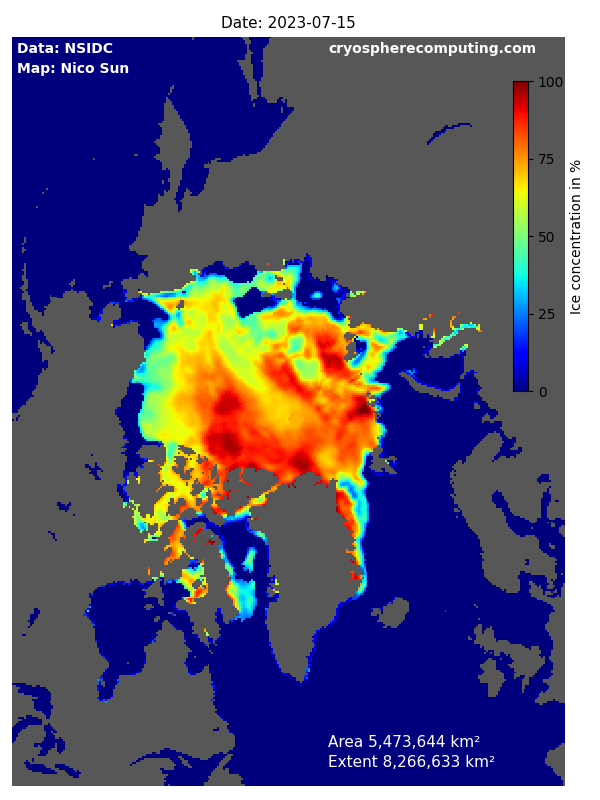 Date: 2023-07-15
Data: NSIDC
Map: Nico Sun
cryospherecomputing.com
100
75
50
25
0
Ice concentration in %
Area 5,473,644 km²
Extent 8,266,633 km²